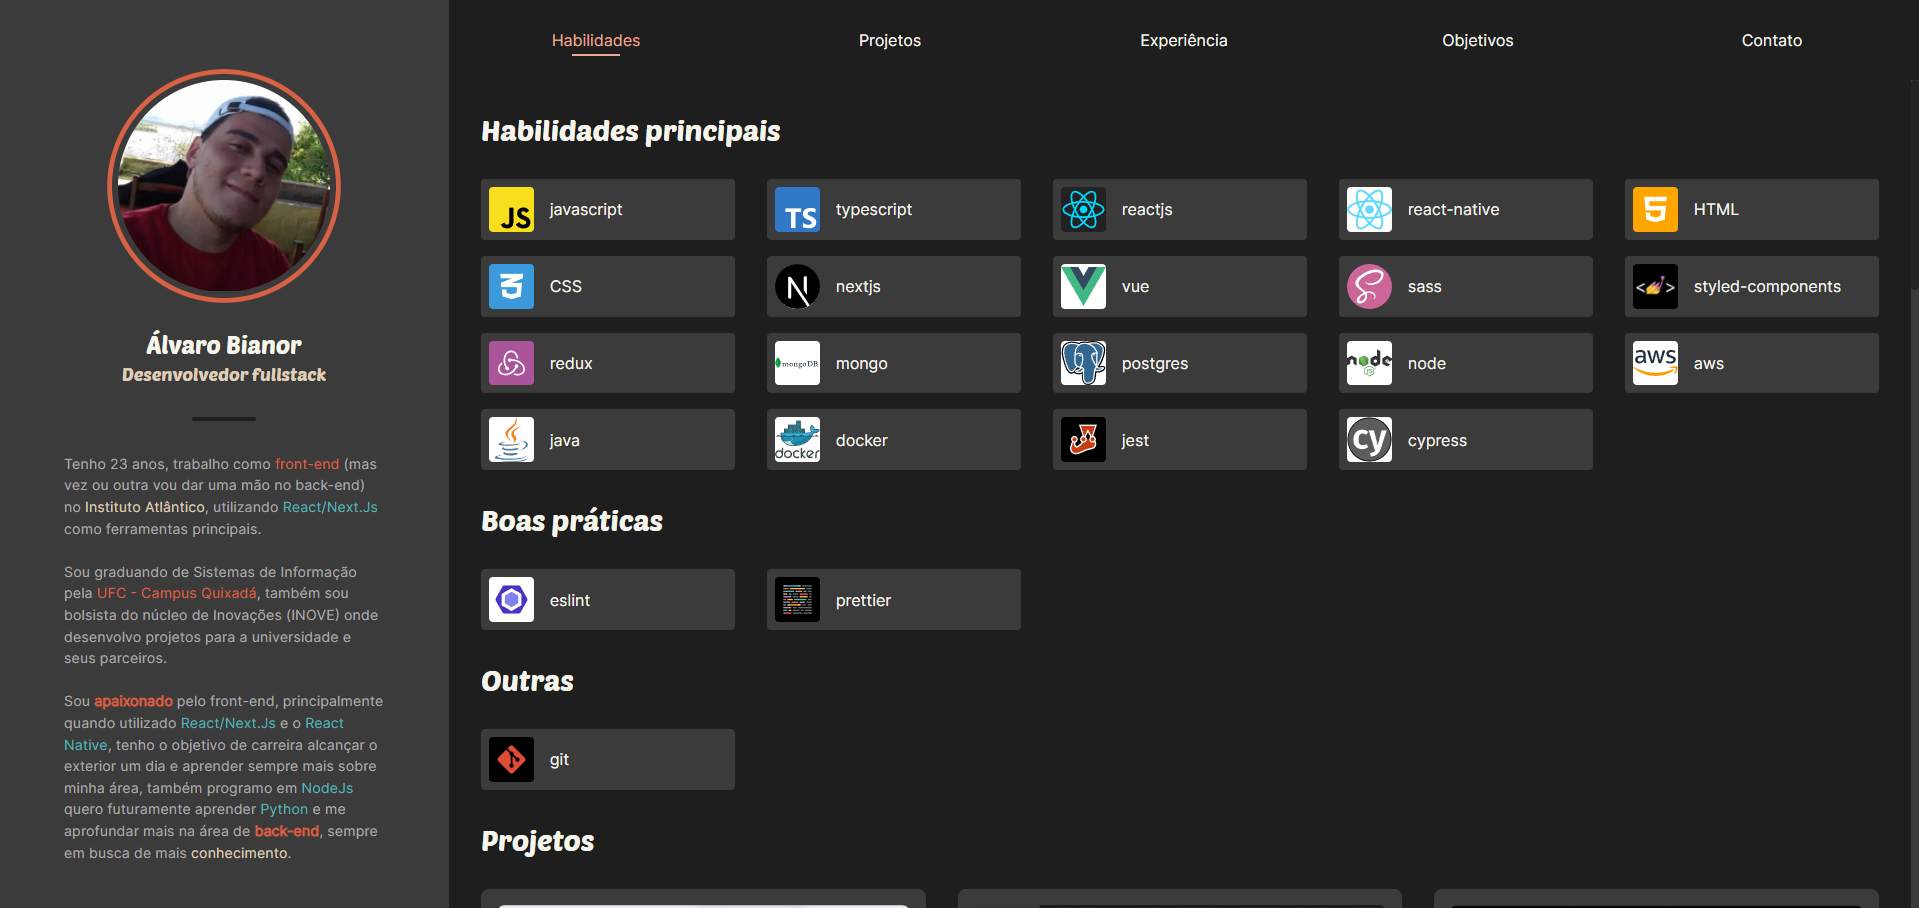 Habilidades
Projetos
Experiência
Objetivos
Contato
Álvaro Bianor
Desenvolvedor fullstack
Tenho 23 anos, trabalho como front-end (mas
vez ou outra vou dar uma mão no back-end)
no Instituto Atlântico, utilizando React/Next.Js
como ferramentas principais.
Sou graduando de Sistemas de Informação
pela UFC - Campus Quixadá, também sou
bolsista do núcleo de Inovações (INOVE) onde
desenvolvo projetos para a universidade e
seus parceiros.
Sou apaixonado pelo front-end, principalmente
quando utilizado React/Next.Js e o React
Native, tenho o objetivo de carreira alcançar o
exterior um dia e aprender sempre mais sobre
minha área, também programo em NodeJs
quero futuramente aprender Python e me
aprofundar mais na área de back-end, sempre
em busca de mais conhecimento.
Habilidades principais
JS javascript
TS typescript
reactjs
react-native
5 HTML
3 CSS
N nextjs
vue
S sass
< > styled-components
redux
mongoDB mongo
postgres
node JS node
aws aws
java
docker docker
jest
cy cypress
Boas práticas
eslint
prettier
Outras
git
Projetos